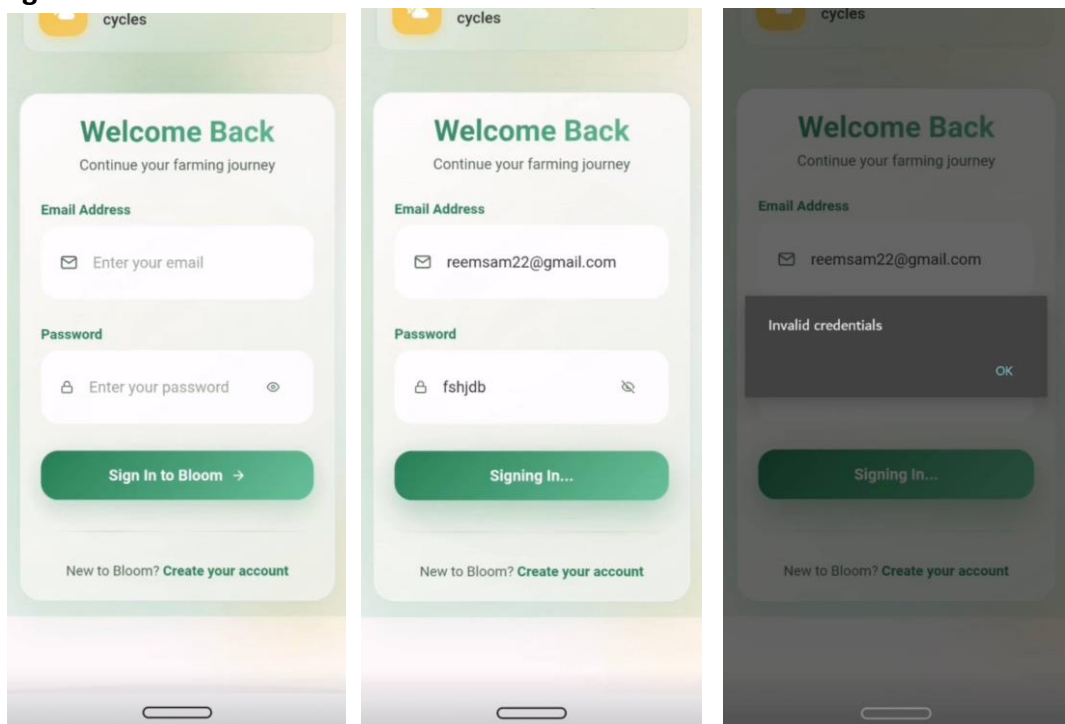 cycles
Welcome Back
Continue your farming journey
Email Address
Enter your email
Password
Enter your password
Sign In to Bloom →
New to Bloom? Create your account
cycles
Welcome Back
Continue your farming journey
Email Address
reemsam22@gmail.com
Password
fshjdb
Signing In...
New to Bloom? Create your account
cycles
Welcome Back
Continue your farming journey
Email Address
reemsam22@gmail.com
Invalid credentials
OK
Signing In...
New to Bloom? Create your account